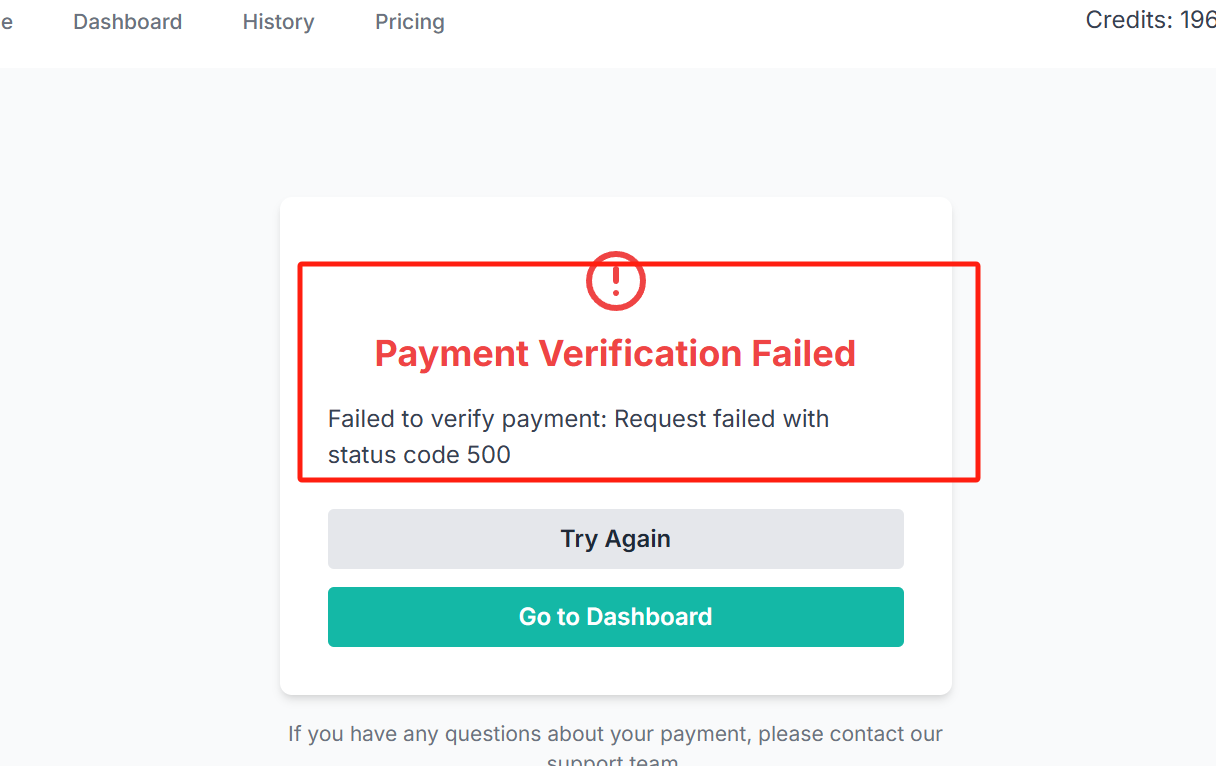 e Dashboard History Pricing Credits: 196
Payment Verification Failed
Failed to verify payment: Request failed with
status code 500
Try Again
Go to Dashboard
If you have any questions about your payment, please contact our
support team